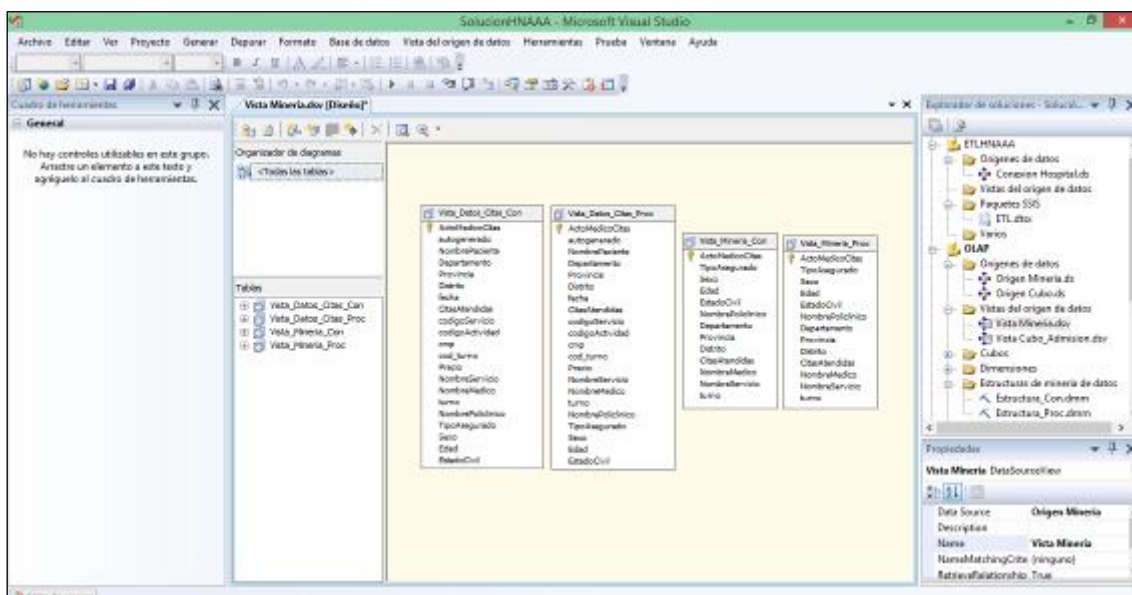 SolucionHNAAA - Microsoft Visual Studio
Archivo Editar Ver Proyecto Generar Depurar Formato Base de datos Vista del origen de datos Herramientas Prueba Ventana Ayuda
Cuadro de herramientas
General
No hay controles utilizables en este grupo.
Arrastre un elemento a este texto y
agréguelo al cuadro de herramientas.
Vista Mineria.dsv [Diseño]*
Organizador de diagramas
<Todas las tablas>
Tablas
Vista_Datos_Citas_Con
Vista_Datos_Citas_Proc
Vista_Mineria_Con
Vista_Mineria_Proc
Vista_Datos_Citas_Con
ActoMedicoCitas
autogenerado
NombrePaciente
Departamento
Provincia
Distrito
fecha
CitasAtendidas
codigoServicio
codigoActividad
cmp
cod_turno
Precio
NombreServicio
NombreMedico
turno
NombrePoliclinico
TipoAsegurado
Sexo
Edad
EstadoCivil
Vista_Datos_Citas_Proc
ActoMedicoCitas
autogenerado
NombrePaciente
Departamento
Provincia
Distrito
fecha
CitasAtendidas
codigoServicio
codigoActividad
cmp
cod_turno
Precio
NombreServicio
NombreMedico
turno
NombrePoliclinico
TipoAsegurado
Sexo
Edad
EstadoCivil
Vista_Mineria_Con
ActoMedicoCitas
TipoAsegurado
Sexo
Edad
EstadoCivil
NombrePoliclinico
Departamento
Provincia
Distrito
CitasAtendidas
NombreMedico
NombreServicio
turno
Vista_Mineria_Proc
ActoMedicoCitas
TipoAsegurado
Sexo
Edad
EstadoCivil
NombrePoliclinico
Departamento
Provincia
Distrito
CitasAtendidas
NombreMedico
NombreServicio
turno
Explorador de soluciones - Soluci...
ETLHNAAA
Orígenes de datos
Conexion Hospital.ds
Vistas del origen de datos
Paquetes SSIS
ETL.dtsx
Varios
OLAP
Orígenes de datos
Origen Mineria.ds
Origen Cubo.ds
Vistas del origen de datos
Vista Mineria.dsv
Vista Cubo_Admision.dsv
Cubos
Dimensiones
Estructuras de minería de datos
Estructura_Con.dmm
Estructura_Proc.dmm
Propiedades
Vista Mineria DataSourceView
Data Source Origen Mineria
Description
Name Vista Mineria
NameMatchingCrite (ninguno)
RetrieveRelationship True